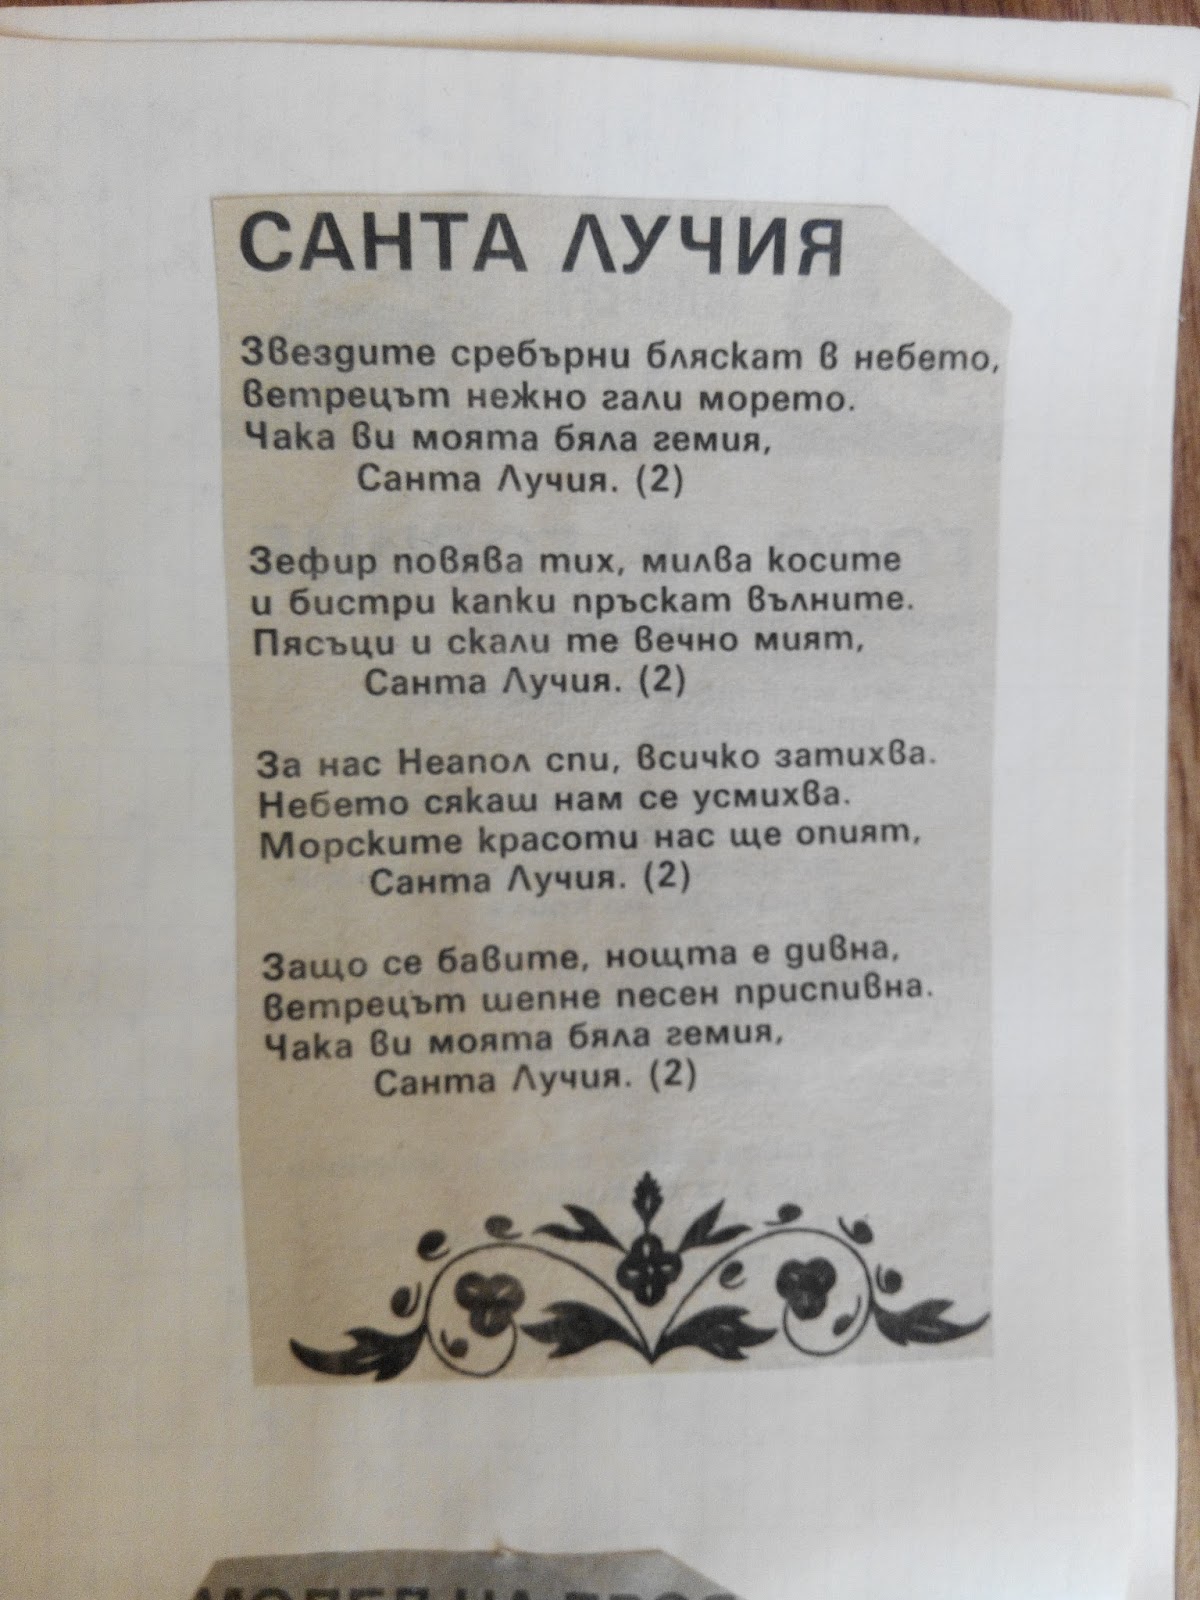 САНТА ЛУЧИЯ
Звездите сребърни бляскат в небето,
ветрецът нежно гали морето.
Чака ви моята бяла гемия,
Санта Лучия. (2)
Зефир повява тих, милва косите
и бистри капки пръскат вълните.
Пясъци и скали те вечно мият,
Санта Лучия. (2)
За нас Неапол спи, всичко затихва.
Небето сякаш нам се усмихва.
Морските красоти нас ще опият,
Санта Лучия. (2)
Защо се бавите, нощта е дивна,
ветрецът шепне песен приспивна.
Чака ви моята бяла гемия,
Санта Лучия. (2)